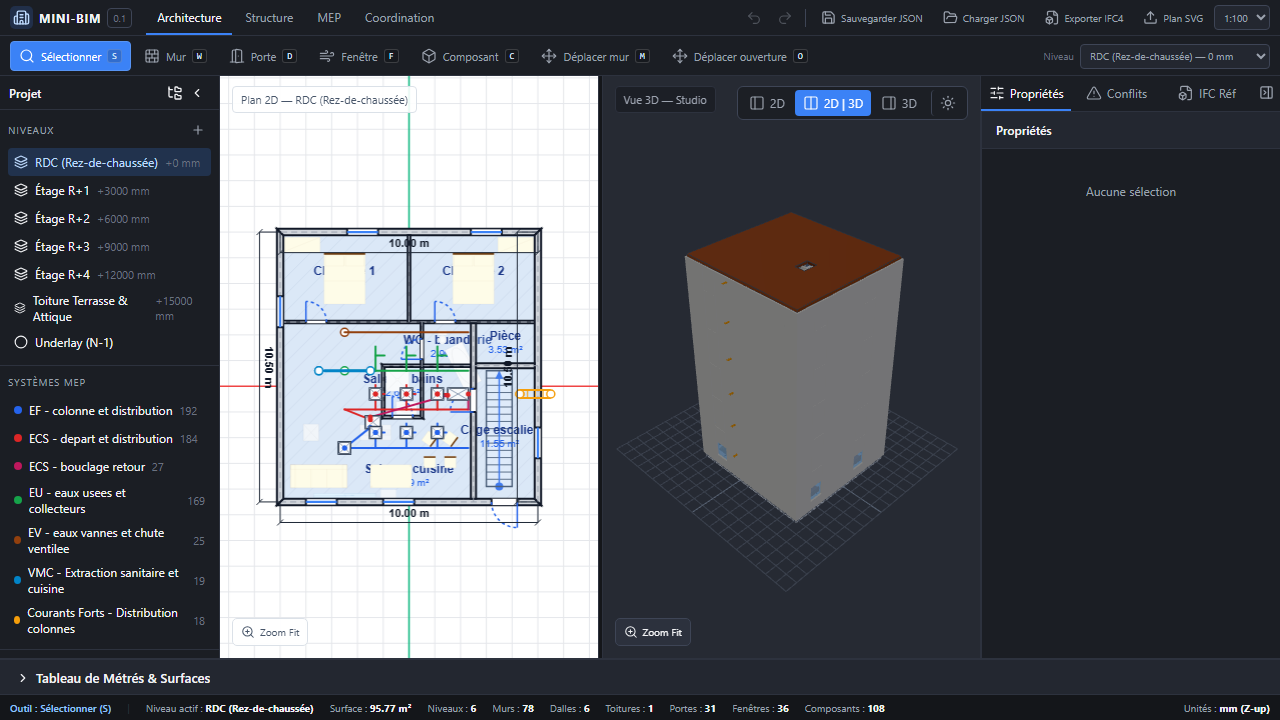 MINI-BIM 0.1 Architecture Structure MEP Coordination Sauvegarder JSON Charger JSON Exporter IFC4 Plan SVG 1:100
Sélectionner S Mur W Porte D Fenêtre F Composant C Déplacer mur M Déplacer ouverture O Niveau RDC (Rez-de-chaussée) — 0 mm
Projet
NIVEAUX
RDC (Rez-de-chaussée) +0 mm
Étage R+1 +3000 mm
Étage R+2 +6000 mm
Étage R+3 +9000 mm
Étage R+4 +12000 mm
Toiture Terrasse & +15000
Attique mm
Underlay (N-1)
SYSTÈMES MEP
EF - colonne et distribution 192
ECS - depart et distribution 184
ECS - bouclage retour 27
EU - eaux usees et
collecteurs 169
EV - eaux vannes et chute
ventilee 25
VMC - Extraction sanitaire et
cuisine 19
Courants Forts - Distribution
colonnes 18
Plan 2D — RDC (Rez-de-chaussée)
10.00 m
1
2
Pièce
10.50 m
bains
cuisine
10.00 m
Zoom Fit
Vue 3D — Studio
2D 2D | 3D 3D
Zoom Fit
Propriétés Conflits IFC Réf
Propriétés
Aucune sélection
Tableau de Métrés & Surfaces
Outil : Sélectionner (S) Niveau actif : RDC (Rez-de-chaussée) Surface : 95.77 m² Niveaux : 6 Murs : 78 Dalles : 6 Toitures : 1 Portes : 31 Fenêtres : 36 Composants : 108 Unités : mm (Z-up)